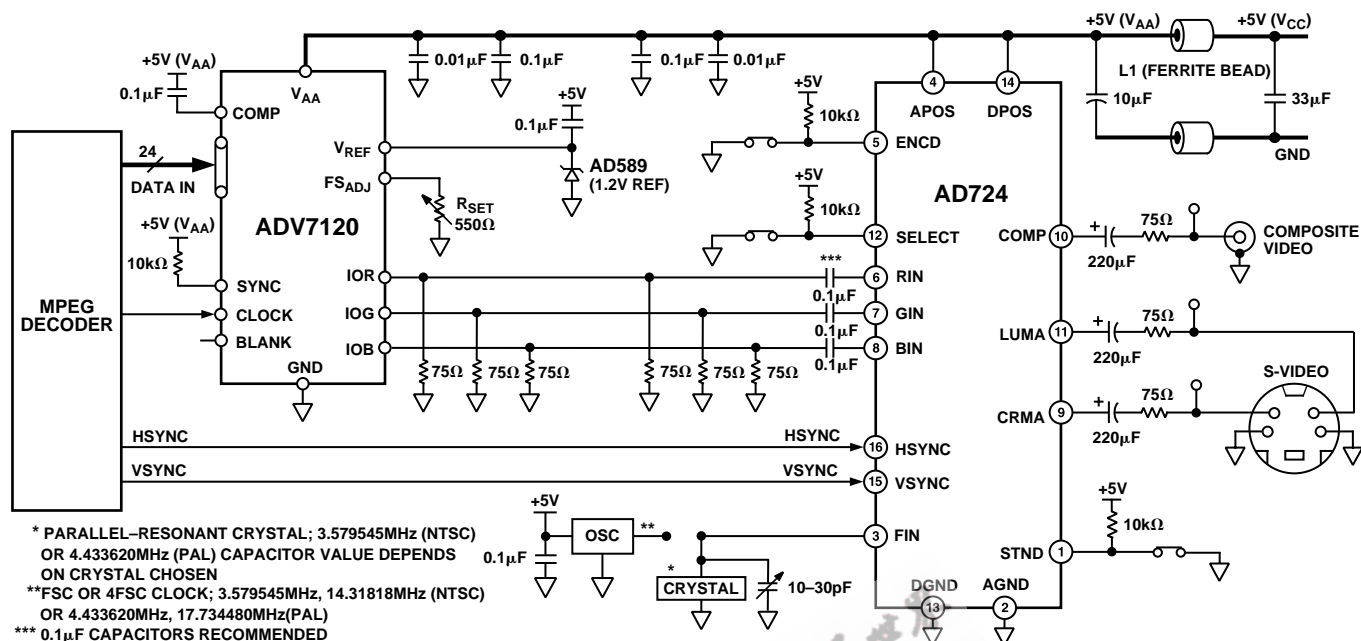 +5V (VAA)
+5V (VCC)
L1 (FERRITE BEAD)
10μF
33μF
GND
0.01μF
0.1μF
0.1μF
0.01μF
+5V (VAA)
0.1μF
VAA
COMP
24
DATA IN
+5V (VAA)
10kΩ
SYNC
CLOCK
BLANK
GND
MPEG
DECODER
ADV7120
VREF
FSADJ
IOR
IOG
IOB
+5V
0.1μF
AD589
(1.2V REF)
RSET
550Ω
75Ω
75Ω
75Ω
75Ω
75Ω
75Ω
***
0.1μF
0.1μF
0.1μF
+5V
10kΩ
+5V
10kΩ
4
APOS
14
DPOS
5
ENCD
AD724
12
SELECT
6
RIN
7
GIN
8
BIN
COMP
10
+
220μF
75Ω
COMPOSITE
VIDEO
LUMA
11
+
220μF
75Ω
S-VIDEO
CRMA
9
+
220μF
75Ω
HSYNC
HSYNC
16
HSYNC
VSYNC
VSYNC
15
VSYNC
+5V
0.1μF
OSC
**
3
FIN
*
CRYSTAL
10–30pF
+5V
10kΩ
STND
1
DGND
13
AGND
2
* PARALLEL–RESONANT CRYSTAL; 3.579545MHz (NTSC)
OR 4.433620MHz (PAL) CAPACITOR VALUE DEPENDS
ON CRYSTAL CHOSEN
**FSC OR 4FSC CLOCK; 3.579545MHz, 14.31818MHz (NTSC)
OR 4.433620MHz, 17.734480MHz(PAL)
*** 0.1μF CAPACITORS RECOMMENDED